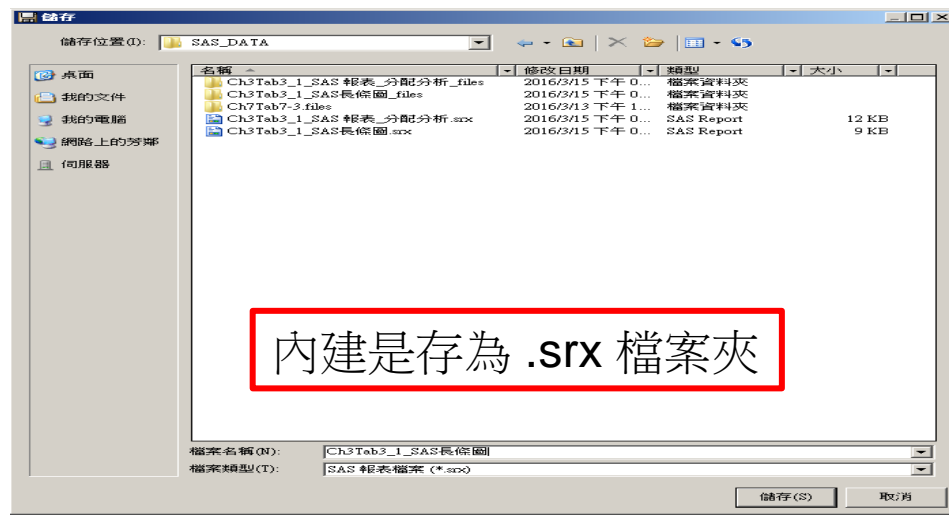 儲存
儲存位置(I): SAS_DATA
桌面
我的文件
我的電腦
網路上的芳鄰
伺服器
名稱 修改日期 類型 大小
Ch3Tab3_1_SAS 報表_分配分析_files 2016/3/15 下午 0... 檔案資料夾
Ch3Tab3_1_SAS長條圖_files 2016/3/15 下午 0... 檔案資料夾
Ch7Tab7-3.files 2016/3/13 下午 1... 檔案資料夾
Ch3Tab3_1_SAS 報表_分配分析.srx 2016/3/15 下午 0... SAS Report 12 KB
Ch3Tab3_1_SAS長條圖.srx 2016/3/15 下午 0... SAS Report 9 KB
內建是存為 .srx 檔案夾
檔案名稱(N): Ch3Tab3_1_SAS長條圖
檔案類型(T): SAS 報表檔案 (*.srx)
儲存(S) 取消